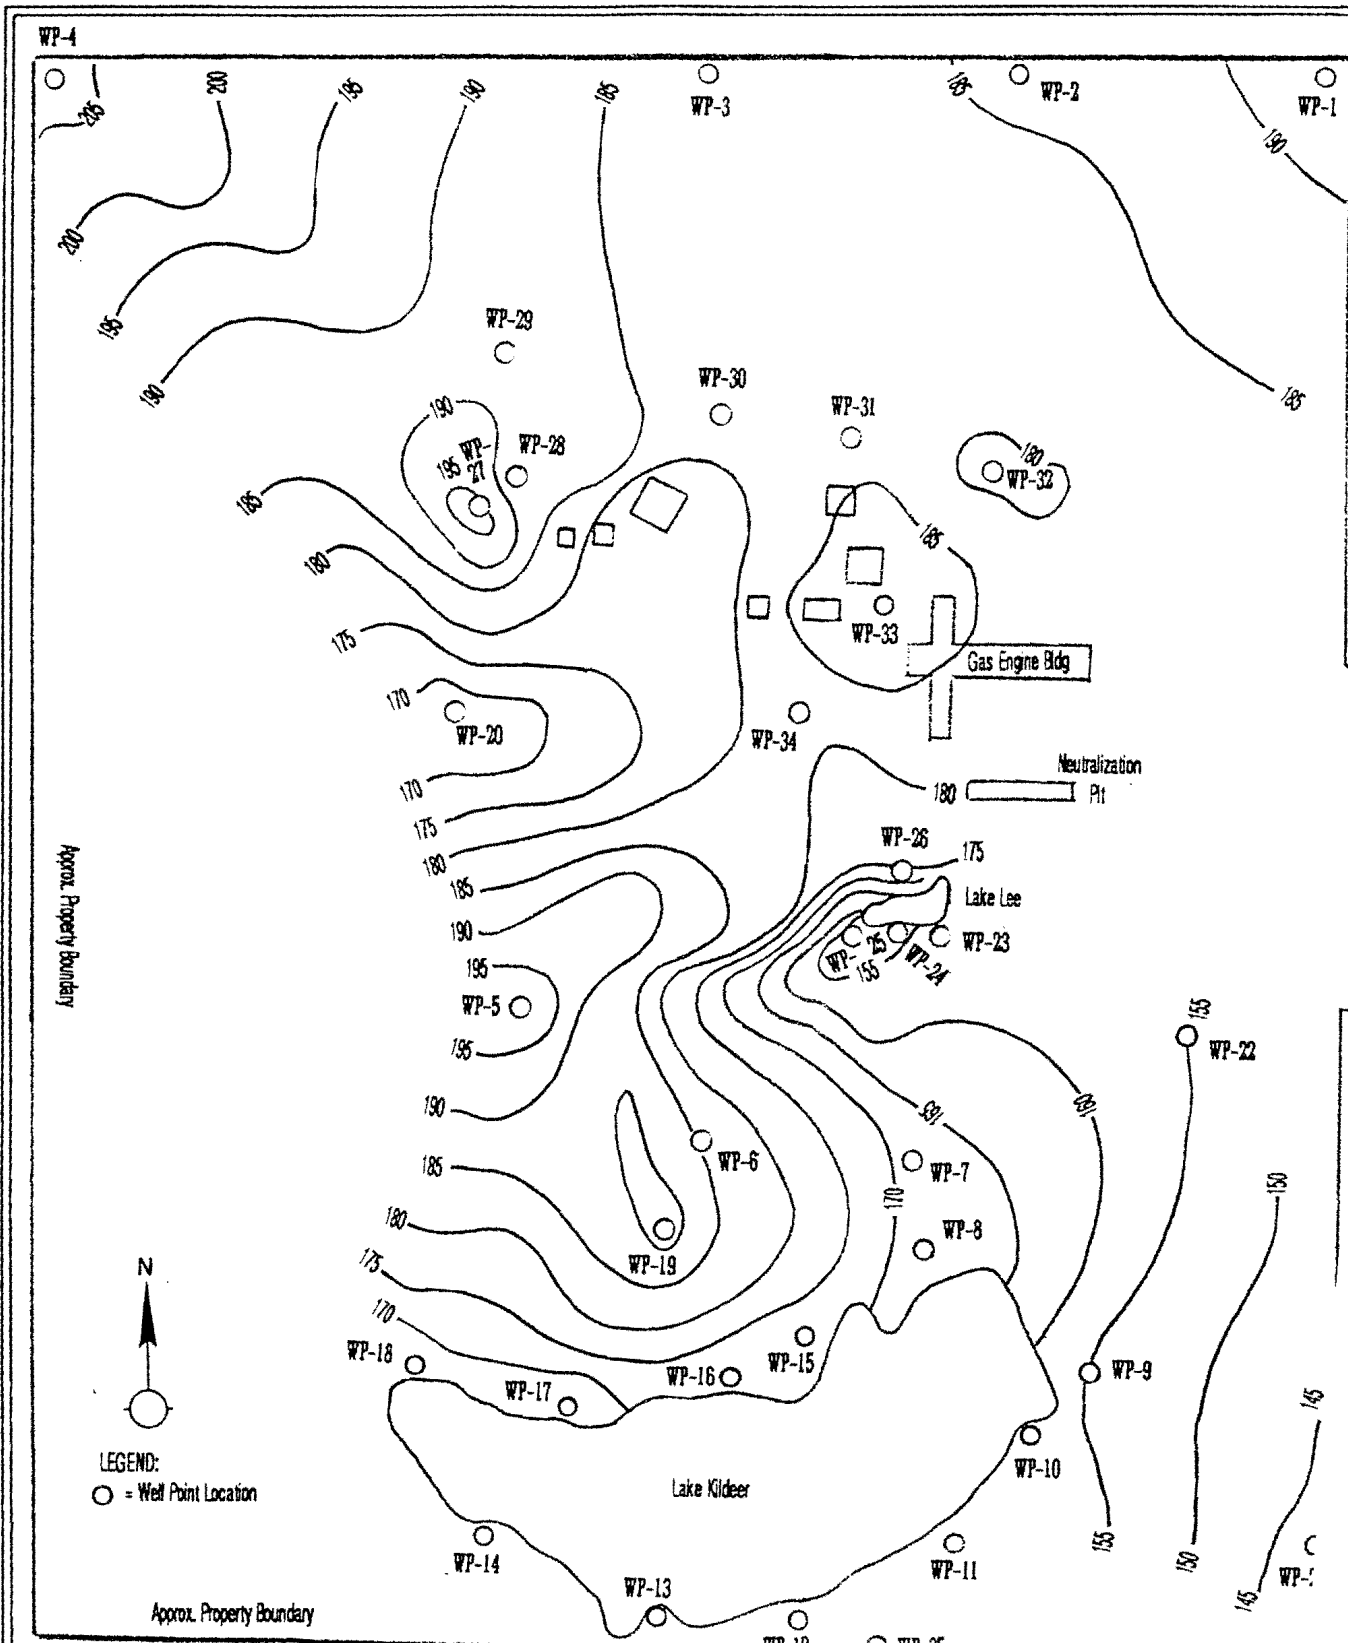 WP-4
205
200
195
190
185
WP-3
185
WP-2
WP-1
190
200
195
190
WP-29
WP-30
WP-31
185
190
WP-
27
195
WP-28
180
WP-32
185
185
180
175
WP-33
Gas Engine Bldg
170
WP-20
WP-34
Neutralization
Pit
180
170
175
180
185
WP-26
175
Lake Lee
190
WP-23
WP-
25
WP-24
155
195
WP-5
195
190
Approx. Property Boundary
155
WP-22
165
160
WP-6
WP-7
185
170
150
WP-8
180
WP-19
175
N
170
WP-18
WP-15
WP-16
WP-17
WP-9
145
LEGEND:
= Well Point Location
Lake Kildeer
WP-10
WP-14
WP-11
155
150
145
WP-13
Approx. Property Boundary